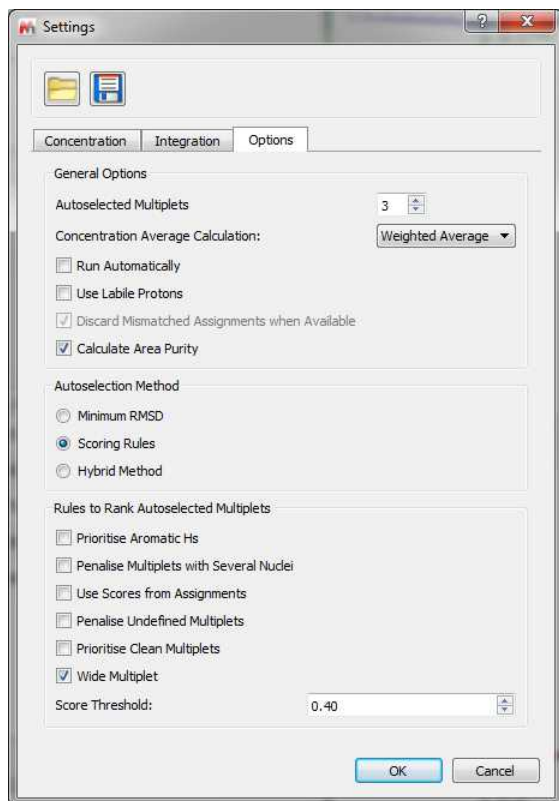 Settings
Concentration Integration Options
General Options
Autoselected Multiplets 3
Concentration Average Calculation: Weighted Average
Run Automatically
Use Labile Protons
Discard Mismatched Assignments when Available
Calculate Area Purity
Autoselection Method
Minimum RMSD
Scoring Rules
Hybrid Method
Rules to Rank Autoselected Multiplets
Prioritise Aromatic Hs
Penalise Multiplets with Several Nuclei
Use Scores from Assignments
Penalise Undefined Multiplets
Prioritise Clean Multiplets
Wide Multiplet
Score Threshold: 0.40
OK Cancel